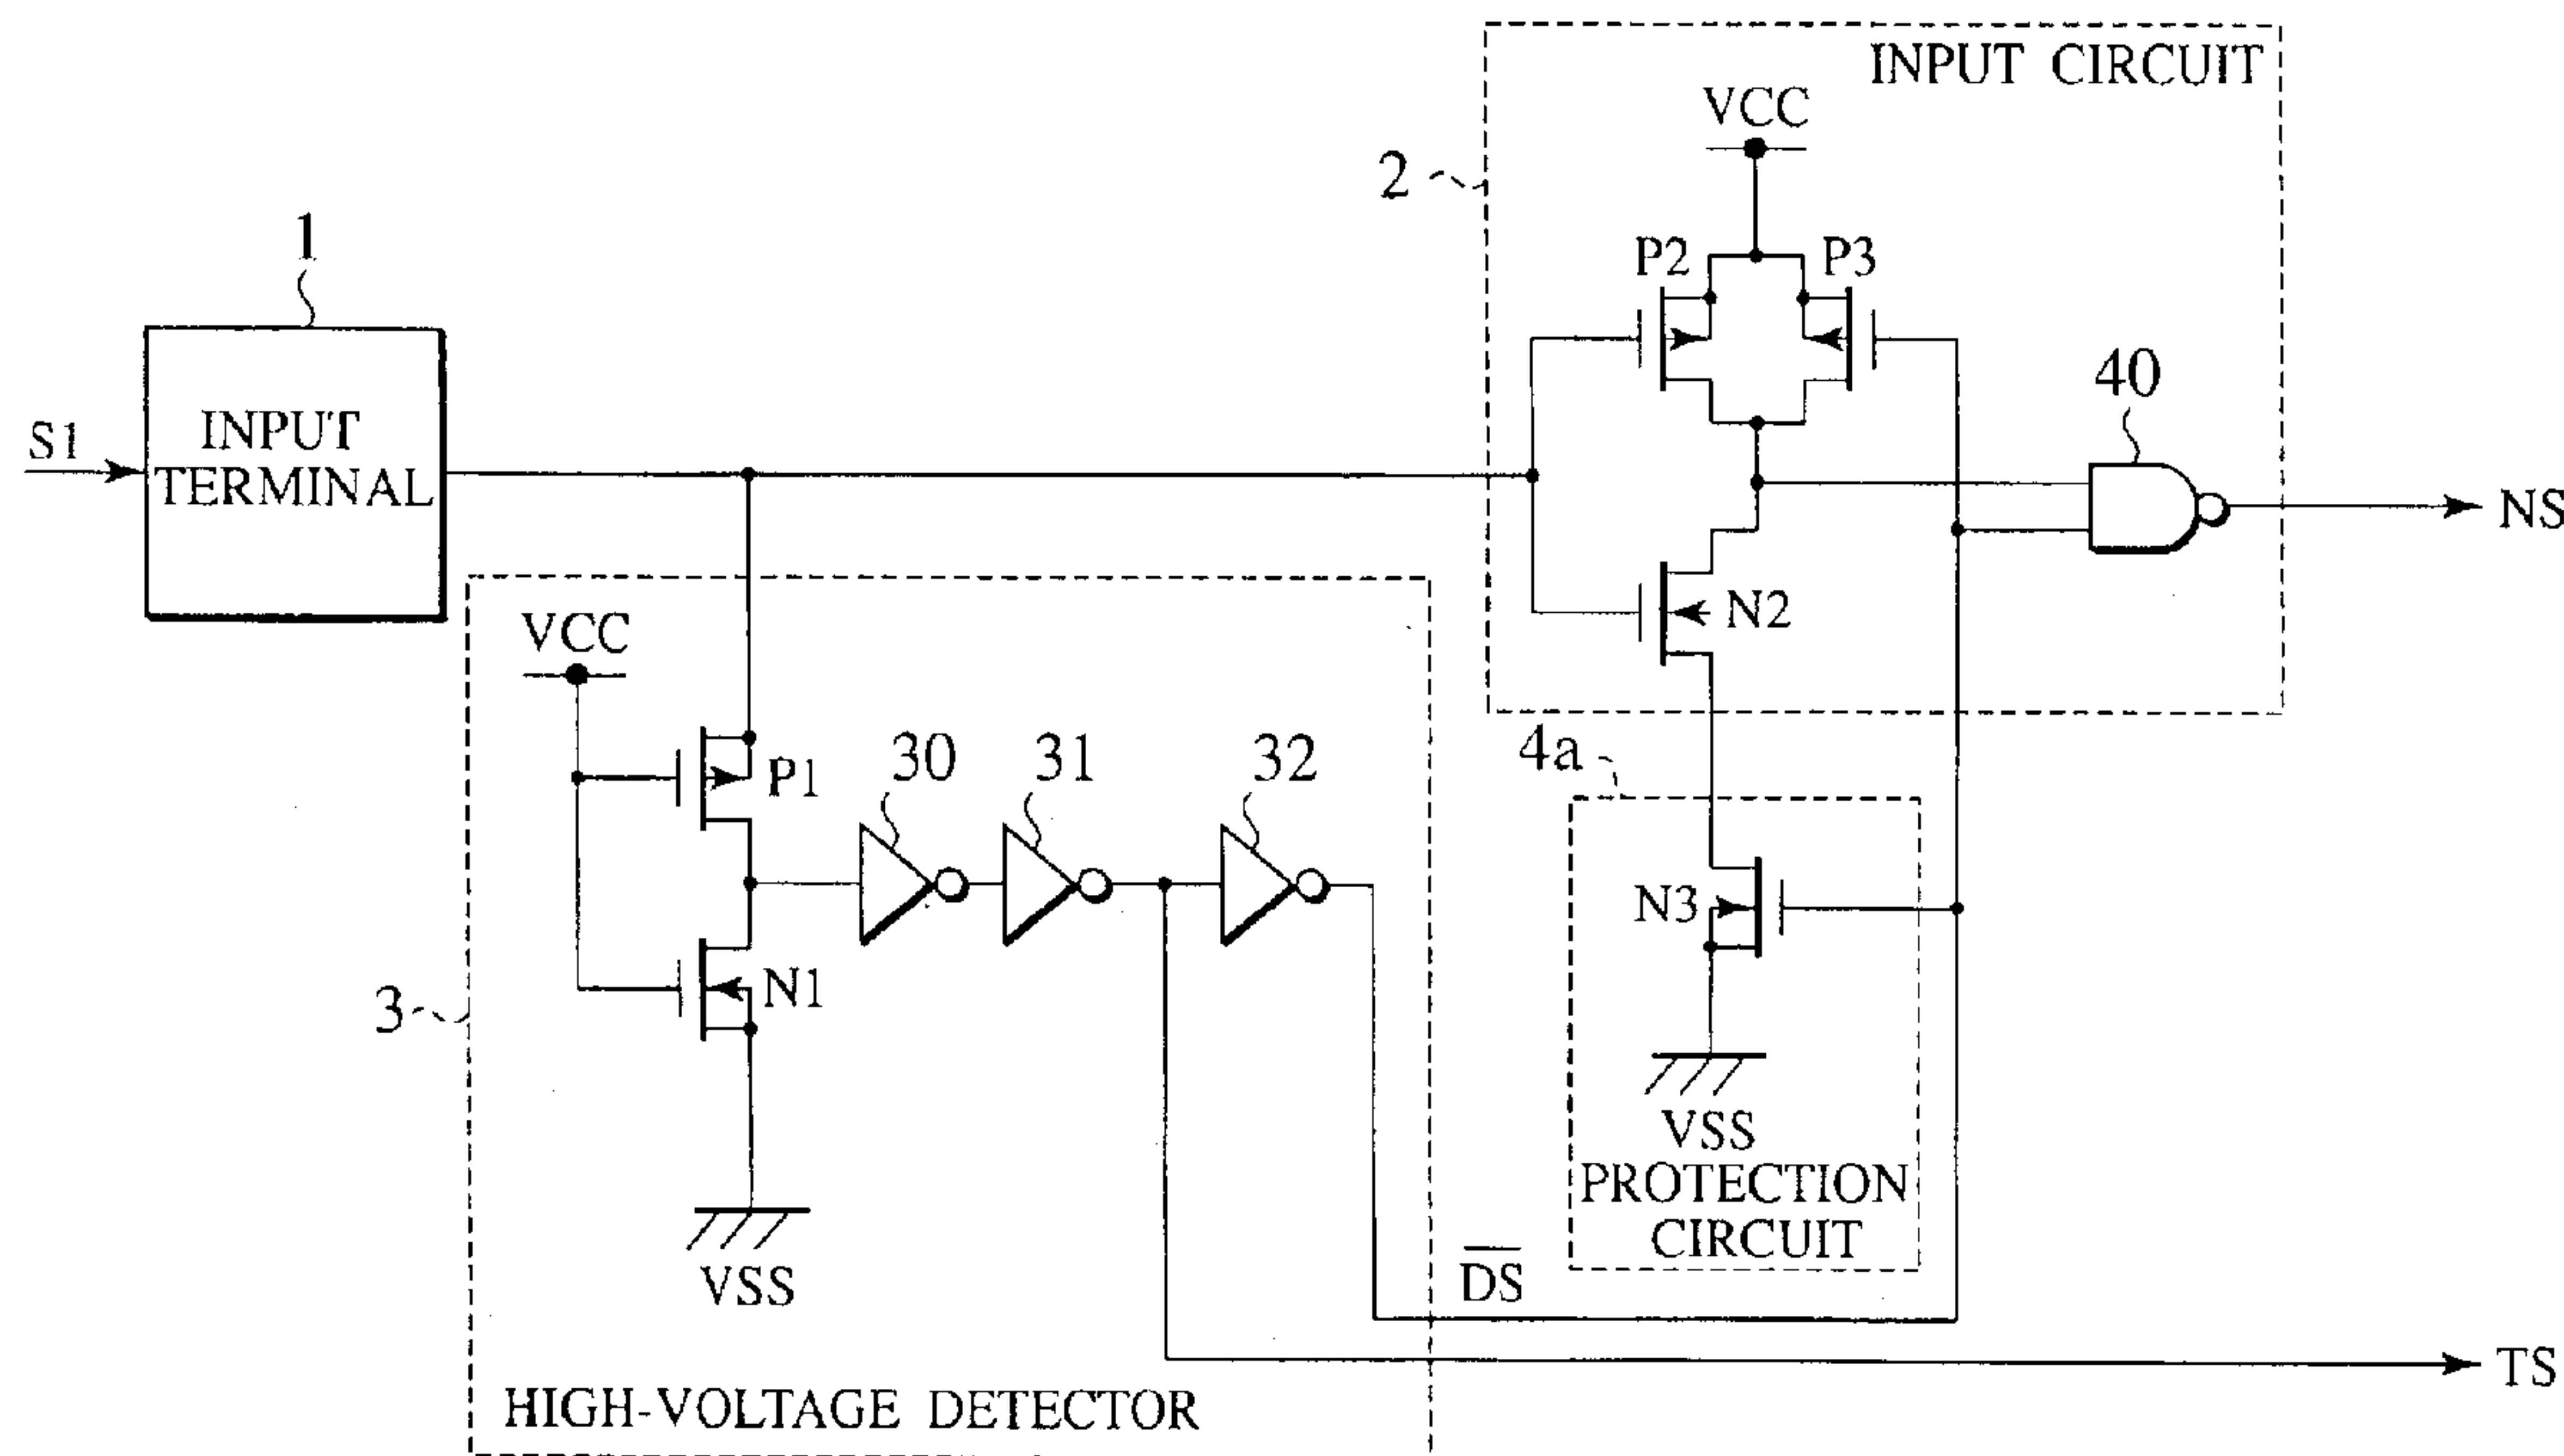 INPUT CIRCUIT
VCC
2
P2
P3
1
40
S1
INPUT
TERMINAL
NS
N2
VCC
4a
30
31
32
P1
N3
N1
3
VSS
PROTECTION
CIRCUIT
VSS
DS
TS
HIGH-VOLTAGE DETECTOR